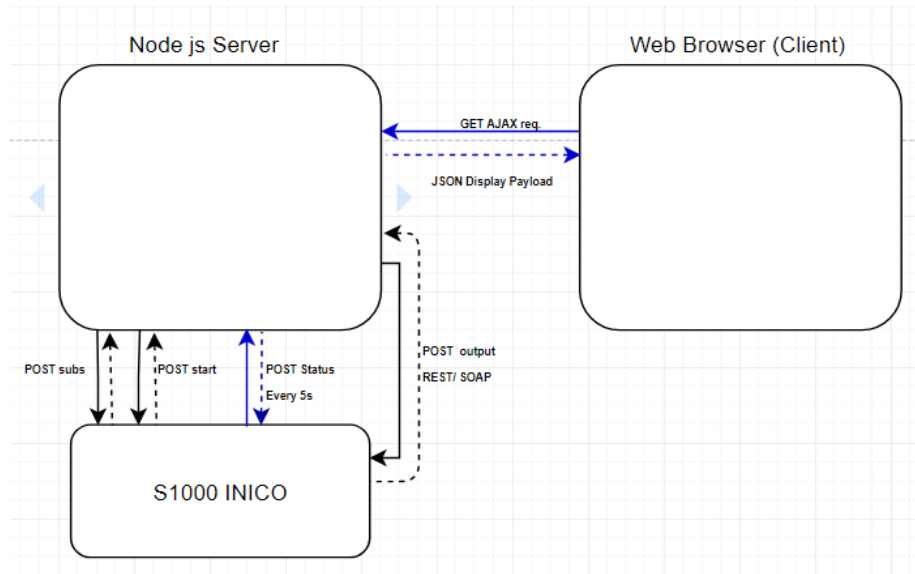 Node js Server
Web Browser (Client)
GET AJAX req.
JSON Display Payload
POST output
REST/ SOAP
POST subs
POST start
POST Status
Every 5s
S1000 INICO